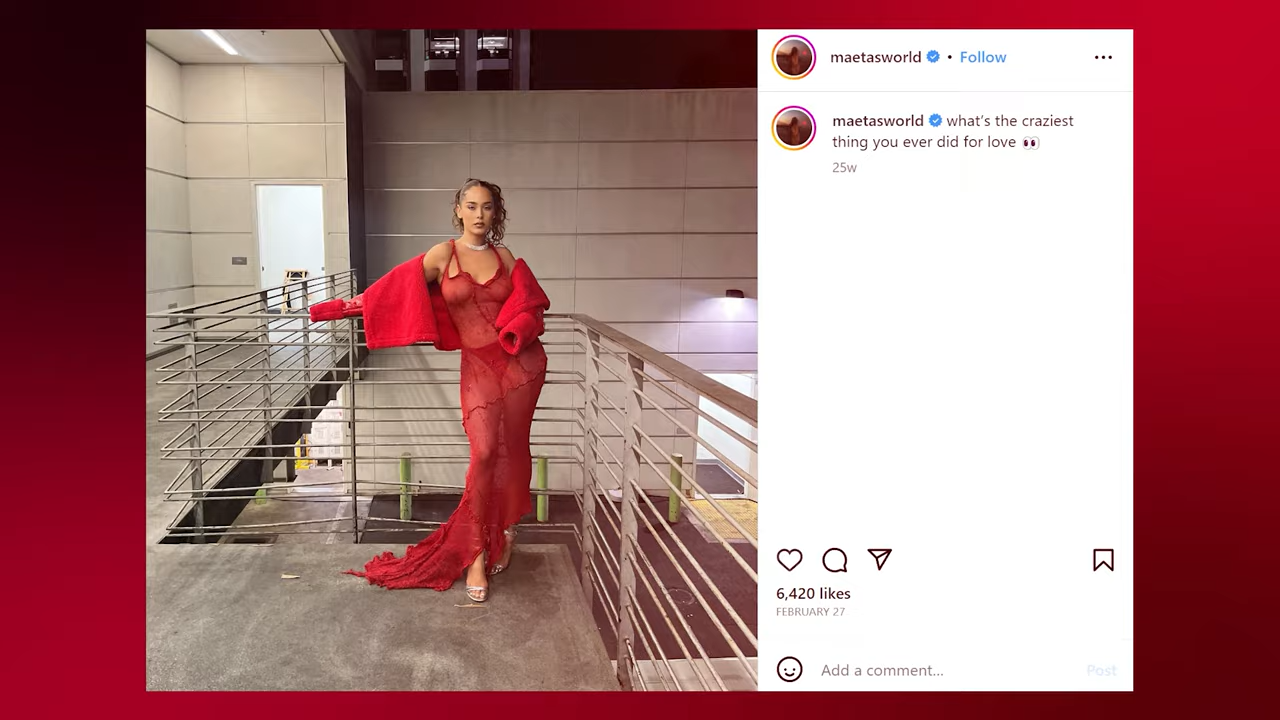 maetasworld • Follow
maetasworld what's the craziest
thing you ever did for love 👀
25w
6,420 likes
FEBRUARY 27
Add a comment...
Post